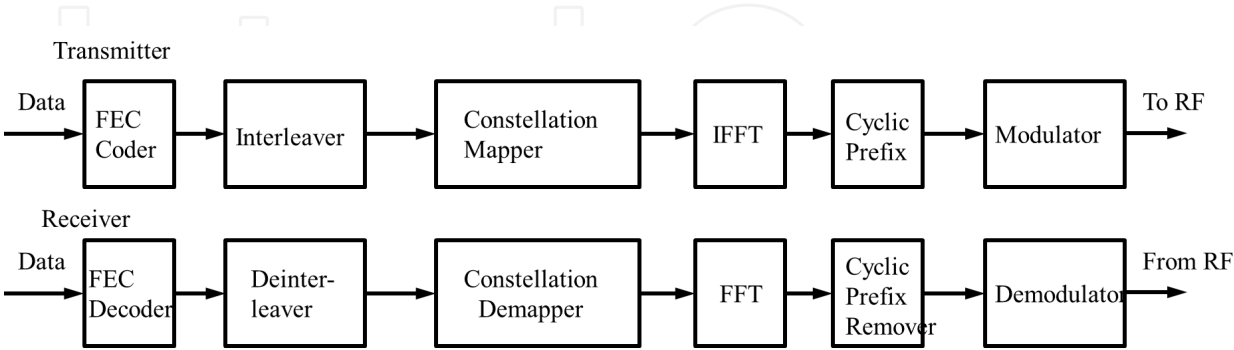 Transmitter
Data
FEC
Coder
Interleaver
Constellation
Mapper
IFFT
Cyclic
Prefix
Modulator
To RF
Receiver
Data
FEC
Decoder
Deinter-
leaver
Constellation
Demapper
FFT
Cyclic
Prefix
Remover
Demodulator
From RF